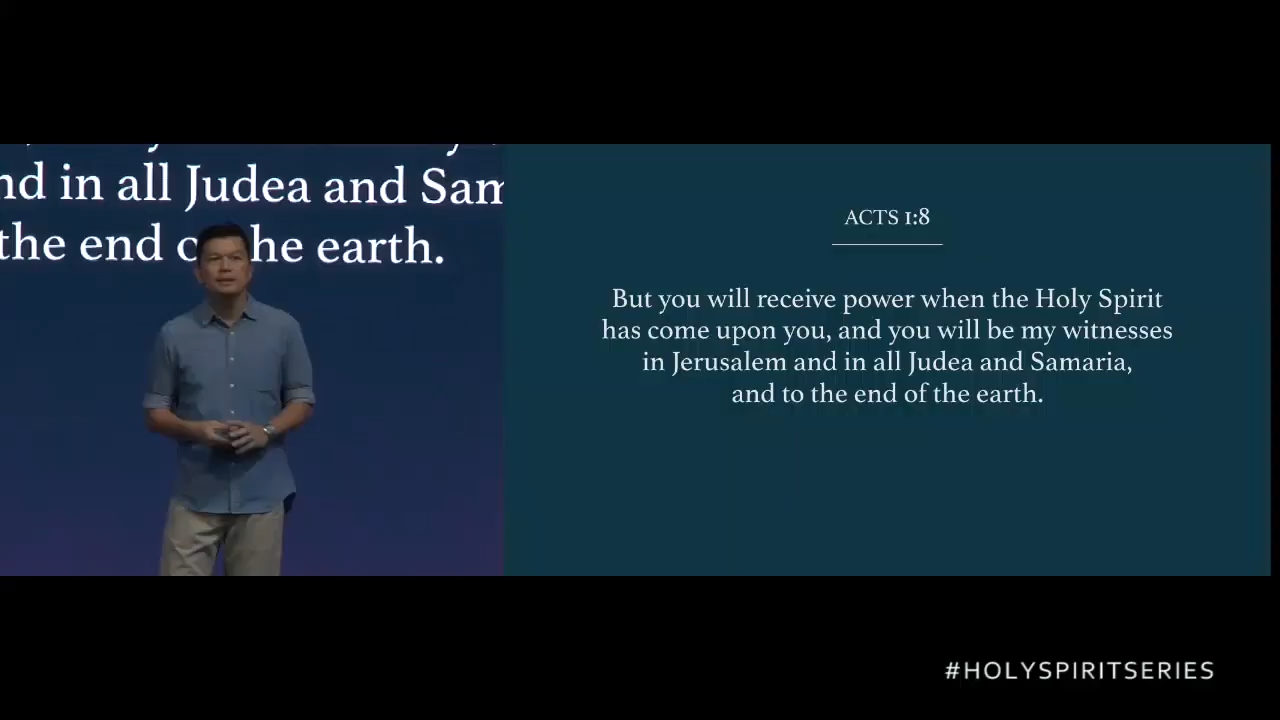 nd in all Judea and Sam
the end the earth.
ACTS 1:8
But you will receive power when the Holy Spirit
has come upon you, and you will be my witnesses
in Jerusalem and in all Judea and Samaria,
and to the end of the earth.
#HOLYSPIRITSERIES